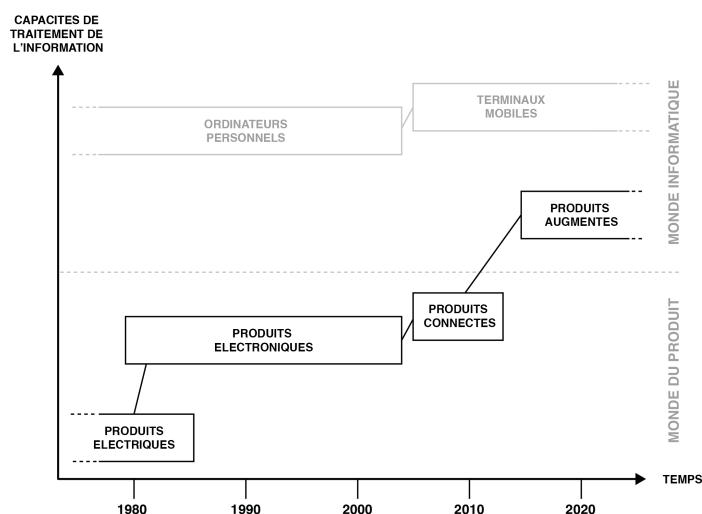 CAPACITES DE
TRAITEMENT DE
L'INFORMATION
ORDINATEURS
PERSONNELS
TERMINAUX
MOBILES
MONDE INFORMATIQUE
PRODUITS
AUGMENTES
PRODUITS
CONNECTES
PRODUITS
ELECTRONIQUES
MONDE DU PRODUIT
PRODUITS
ELECTRIQUES
TEMPS
1980
1990
2000
2010
2020